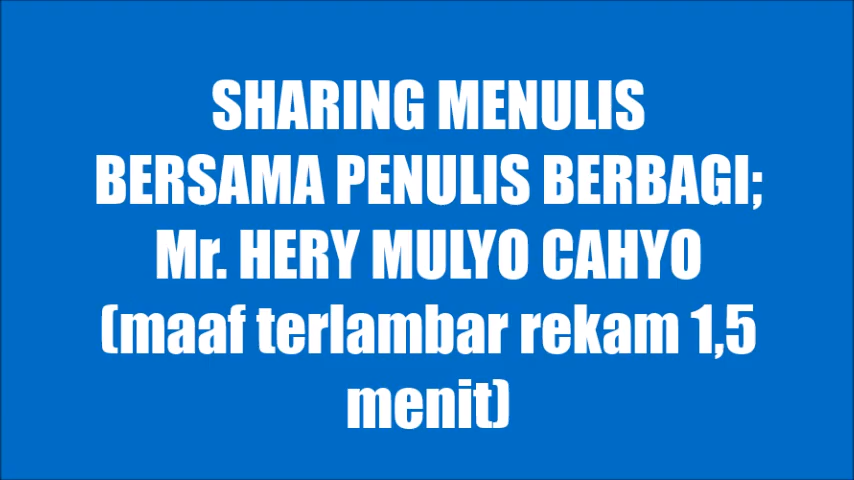 SHARING MENULIS
BERSAMA PENULIS BERBAGI;
Mr. HERY MULYO CAHYO
(maaf terlambar rekam 1,5
menit)